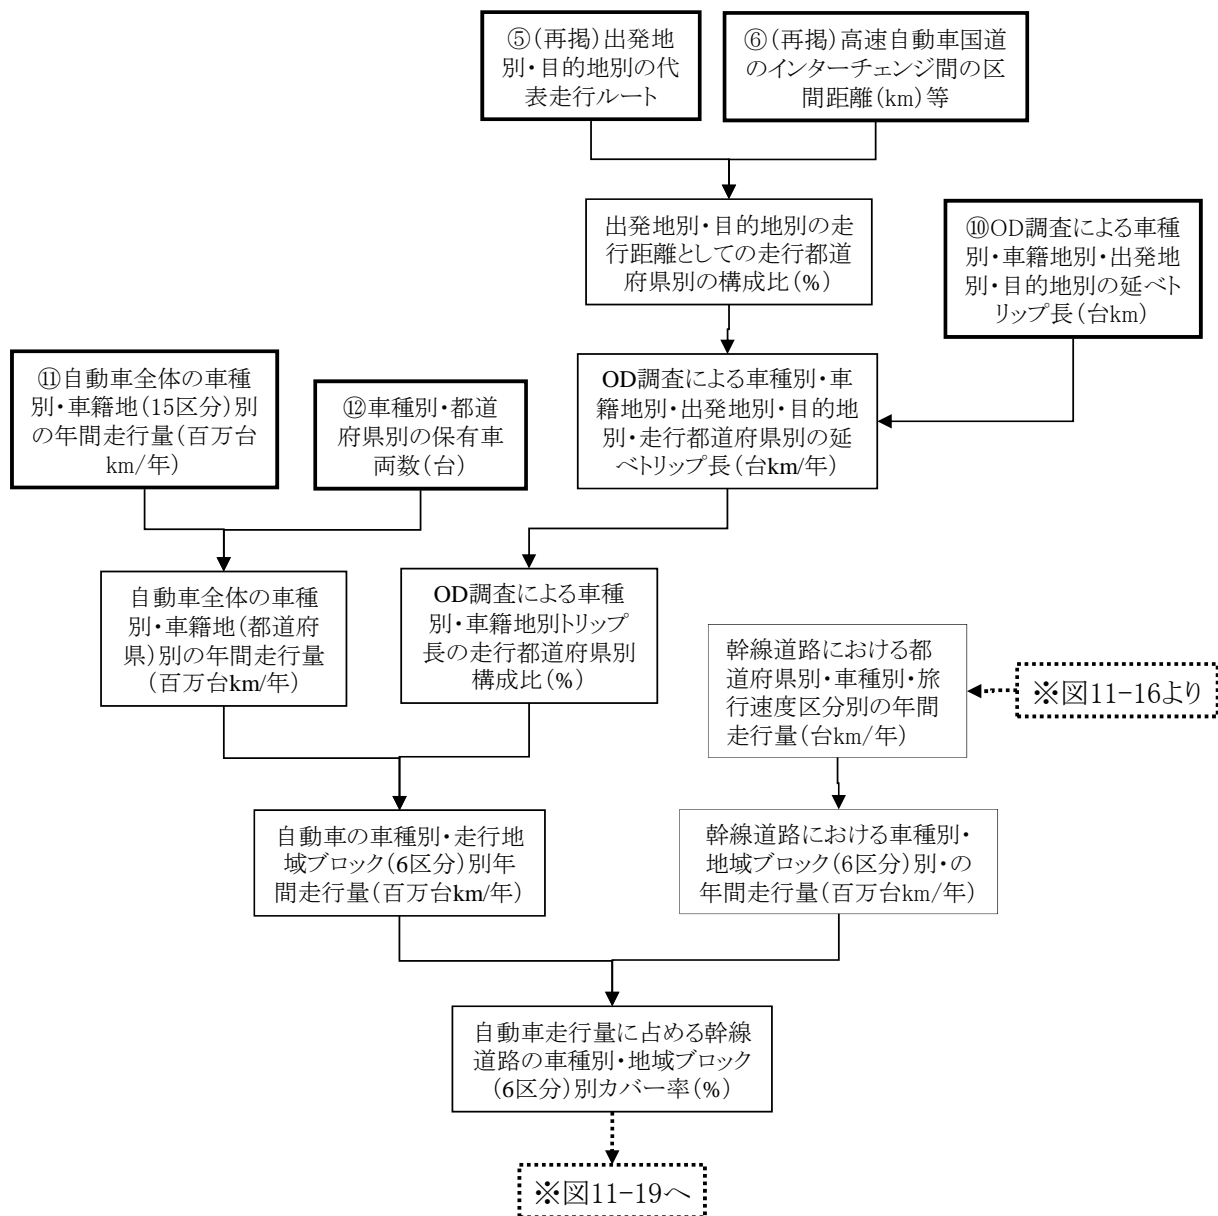 ⑤(再掲)出発地
別・目的地別の代
表走行ルート
⑥(再掲)高速自動車国道
のインターチェンジ間の区
間距離(km)等
出発地別・目的地別の走
行距離としての走行都道
府県別の構成比(%)
⑩OD調査による車種
別・車籍地別・出発地
別・目的地別の延べト
リップ長(台km)
⑪自動車全体の車種
別・車籍地(15区分)別
の年間走行量(百万台
km/年)
⑫車種別・都道
府県別の保有車
両数(台)
OD調査による車種別・車
籍地別・出発地別・目的地
別・走行都道府県別の延
べトリップ長(台km/年)
自動車全体の車種
別・車籍地(都道府
県)別の年間走行量
(百万台km/年)
OD調査による車種
別・車籍地別トリップ
長の走行都道府県別
構成比(%)
幹線道路における都
道府県別・車種別・旅
行速度区分別の年間
走行量(台km/年)
※図11-16より
自動車の車種別・走行地
域ブロック(6区分)別年
間走行量(百万台km/年)
幹線道路における車種別・
地域ブロック(6区分)別・の
年間走行量(百万台km/年)
自動車走行量に占める幹線
道路の車種別・地域ブロック
(6区分)別カバー率(%)
※図11-19へ